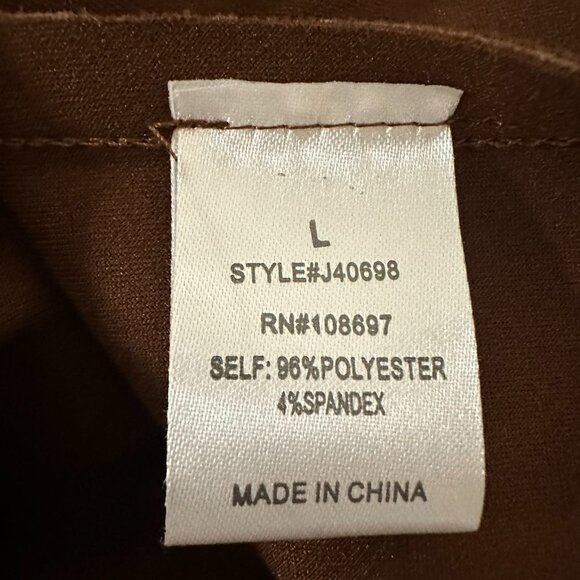 L
STYLE#J40698
RN#108697
SELF: 96%POLYESTER
4%SPANDEX
MADE IN CHINA